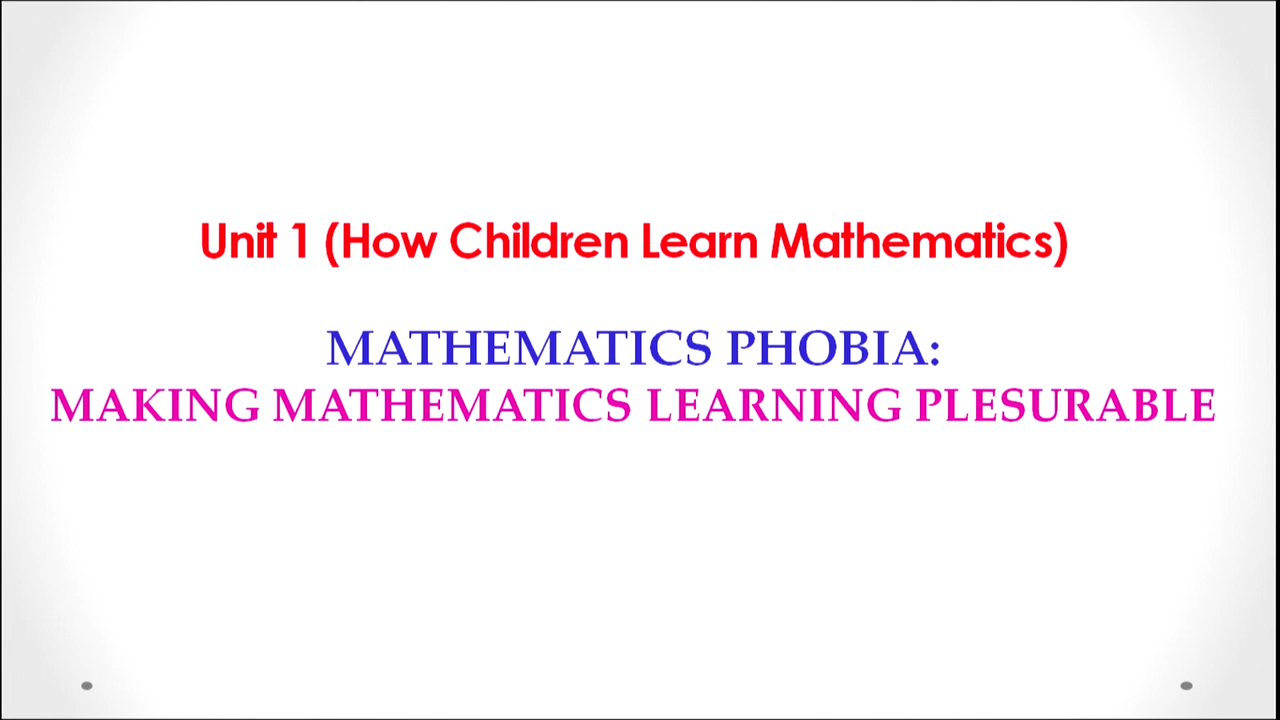 Unit 1 (How Children Learn Mathematics)
MATHEMATICS PHOBIA:
MAKING MATHEMATICS LEARNING PLESURABLE